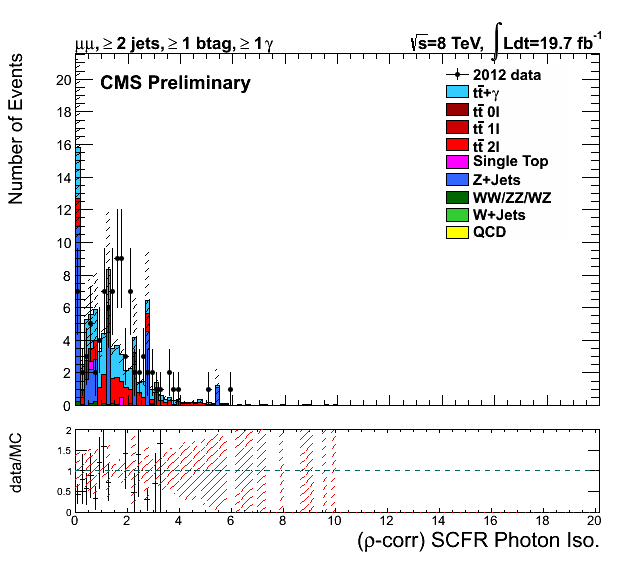 μμ, ≥ 2 jets, ≥ 1 btag, ≥ 1 γ
√s=8 TeV, ∫ Ldt=19.7 fb⁻¹
CMS Preliminary
Number of Events
20
18
16
14
12
10
8
6
4
2
0
2012 data
tt̄+γ
tt̄ 0l
tt̄ 1l
tt̄ 2l
Single Top
Z+Jets
WW/ZZ/WZ
W+Jets
QCD
data/MC
2
1.5
1
0.5
0
0 2 4 6 8 10 12 14 16 18 20
(ρ-corr) SCFR Photon Iso.